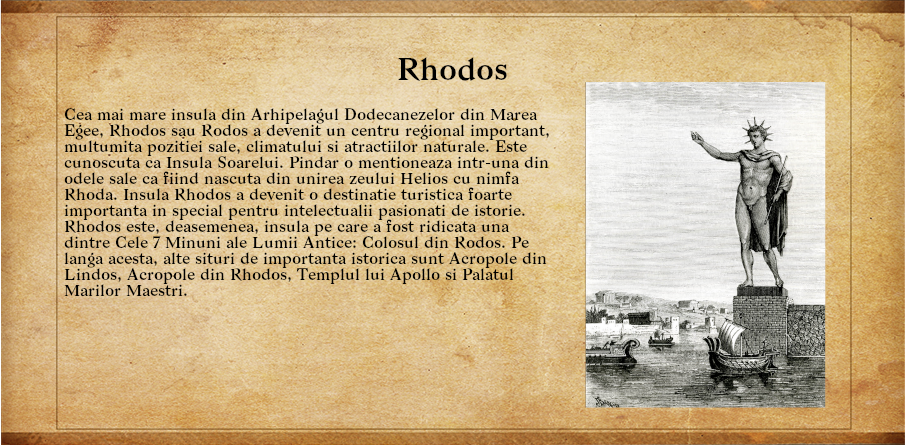 Rhodos
Cea mai mare insula din Arhipelagul Dodecanezelor din Marea
Egee, Rhodos sau Rodos a devenit un centru regional important,
multumita pozitiei sale, climatului si atractiilor naturale. Este
cunoscuta ca Insula Soarelui. Pindar o mentioneaza intr-una din
odele sale ca fiind nascuta din unirea zeului Helios cu nimfa
Rhoda. Insula Rhodos a devenit o destinatie turistica foarte
importanta in special pentru intelectualii pasionati de istorie.
Rhodos este, deasemenea, insula pe care a fost ridicata una
dintre Cele 7 Minuni ale Lumii Antice: Colosul din Rodos. Pe
langa acesta, alte situri de importanta istorica sunt Acropole din
Lindos, Acropole din Rhodos, Templul lui Apollo si Palatul
Marilor Maestri.